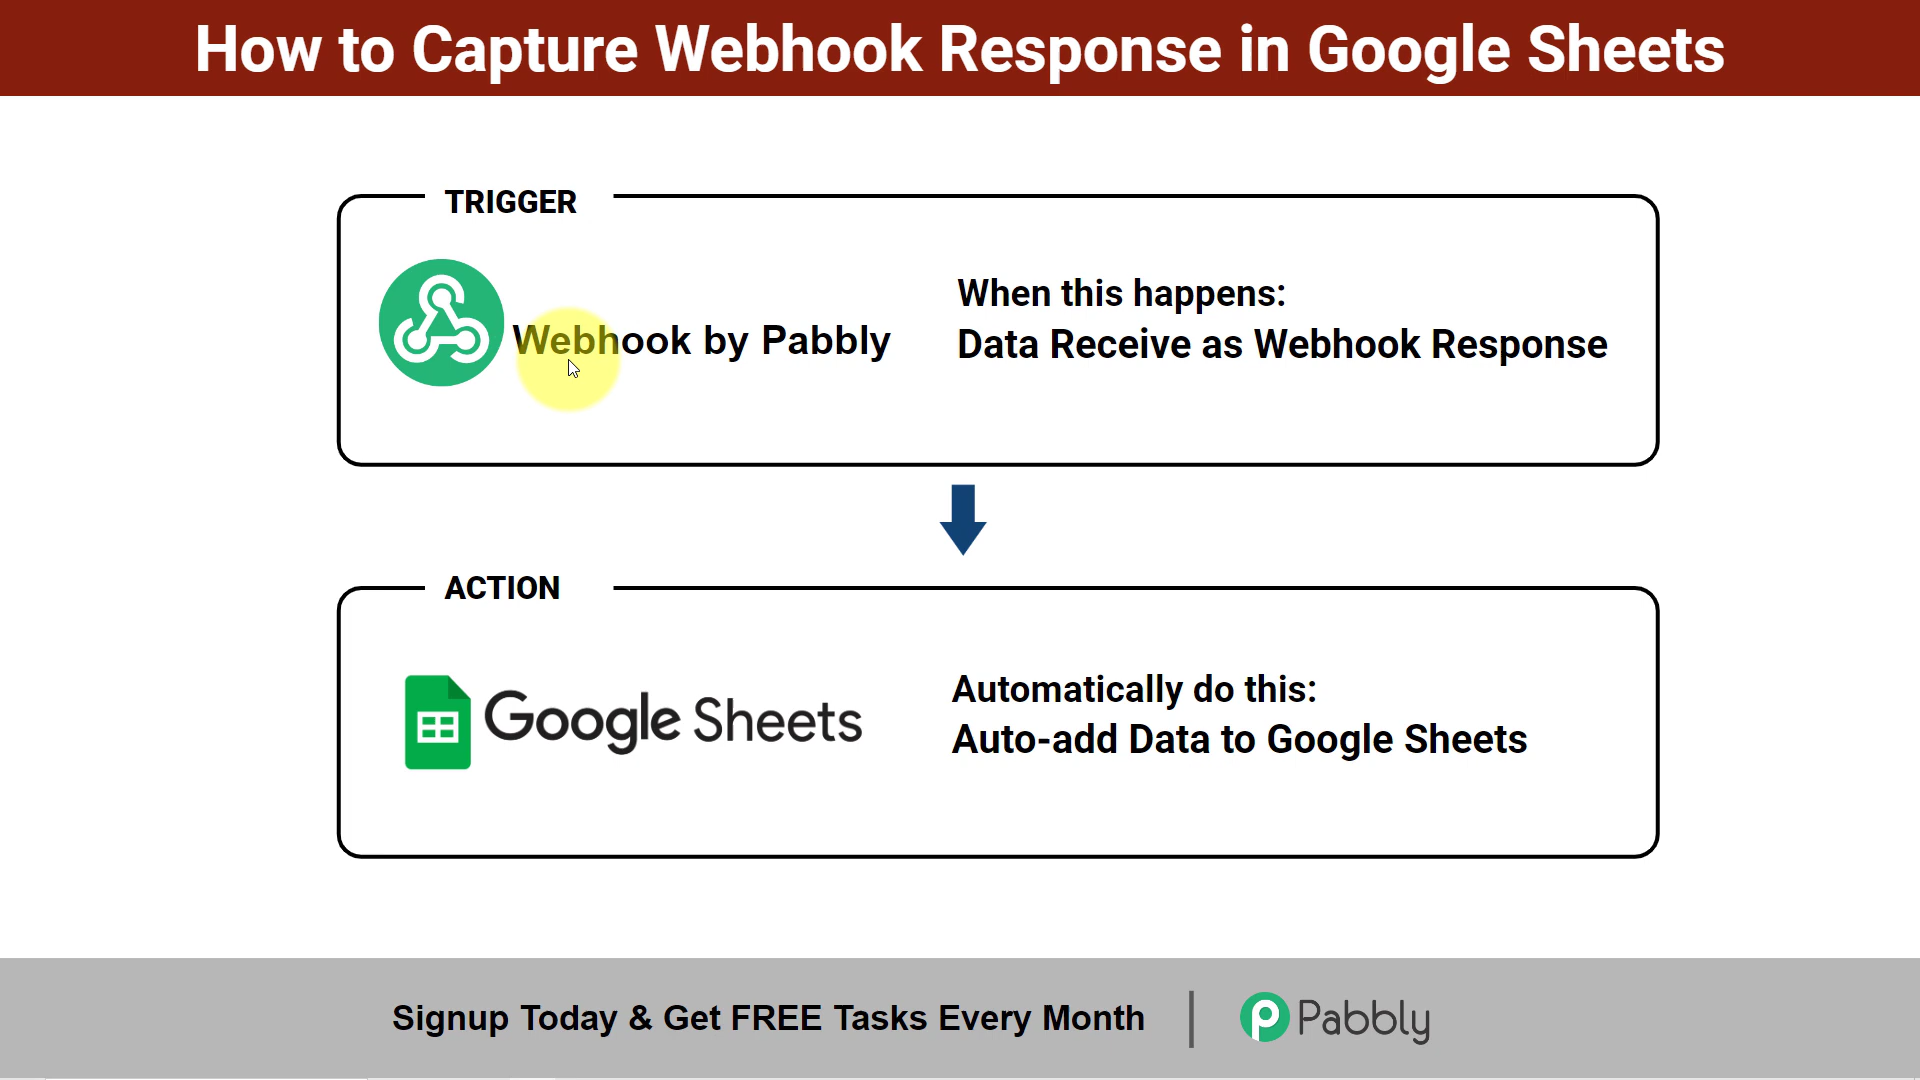 How to Capture Webhook Response in Google Sheets
TRIGGER
Webhook by Pabbly
When this happens:
Data Receive as Webhook Response
ACTION
Google Sheets
Automatically do this:
Auto-add Data to Google Sheets
Signup Today & Get FREE Tasks Every Month
Pabbly